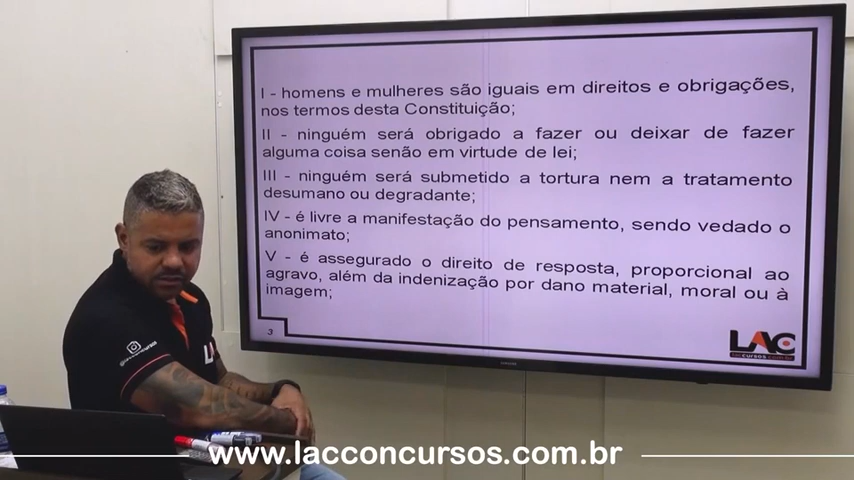 I - homens e mulheres são iguais em direitos e obrigações,
nos termos desta Constituição;
II - ninguém será obrigado a fazer ou deixar de fazer
alguma coisa senão em virtude de lei;
III - ninguém será submetido a tortura nem a tratamento
desumano ou degradante;
IV - é livre a manifestação do pensamento, sendo vedado o
anonimato;
V - é assegurado o direito de resposta, proporcional ao
agravo, além da indenização por dano material, moral ou à
imagem;
3
LAC
cursos.com.br
www.lacconcursos.com.br